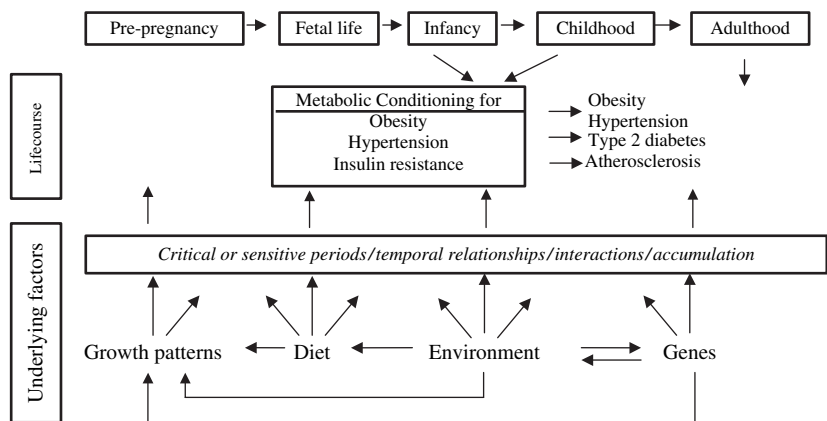 Pre-pregnancy Fetal life Infancy Childhood Adulthood
Lifecourse
Metabolic Conditioning for
Obesity
Hypertension
Insulin resistance
Obesity
Hypertension
Type 2 diabetes
Atherosclerosis
Underlying factors
Critical or sensitive periods/temporal relationships/interactions/accumulation
Growth patterns Diet Environment Genes